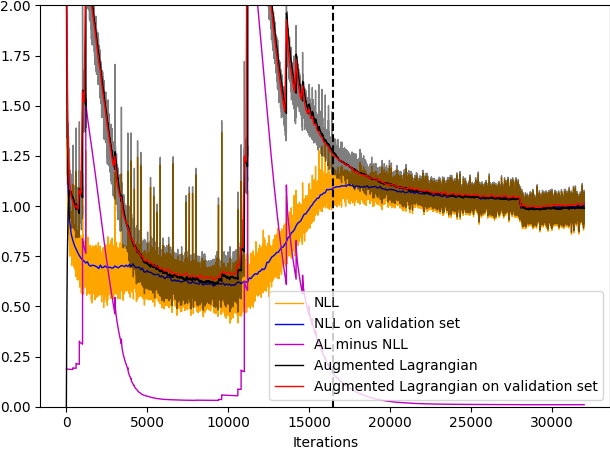 2.00
1.75
1.50
1.25
1.00
0.75
0.50
0.25
0.00
NLL
NLL on validation set
AL minus NLL
Augmented Lagrangian
Augmented Lagrangian on validation set
0 5000 10000 15000 20000 25000 30000
Iterations